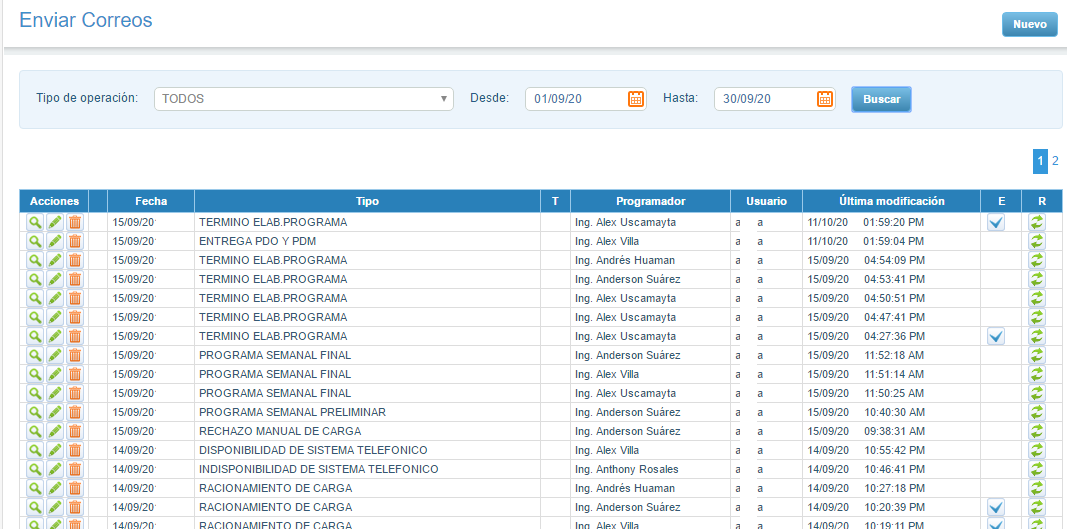 Enviar Correos
Nuevo
Tipo de operación: TODOS Desde: 01/09/20 Hasta: 30/09/20 Buscar
1 2
Acciones Fecha Tipo T Programador Usuario Última modificación E R
15/09/20 TERMINO ELAB.PROGRAMA Ing. Alex Uscamayta a a 11/10/20 01:59:20 PM
15/09/20 ENTREGA PDO Y PDM Ing. Alex Villa a a 11/10/20 01:59:04 PM
15/09/20 TERMINO ELAB.PROGRAMA Ing. Andrés Huaman a a 15/09/20 04:54:09 PM
15/09/20 TERMINO ELAB.PROGRAMA Ing. Anderson Suárez a a 15/09/20 04:53:41 PM
15/09/20 TERMINO ELAB.PROGRAMA Ing. Alex Uscamayta a a 15/09/20 04:50:51 PM
15/09/20 TERMINO ELAB.PROGRAMA Ing. Alex Uscamayta a a 15/09/20 04:47:41 PM
15/09/20 TERMINO ELAB.PROGRAMA Ing. Alex Uscamayta a a 15/09/20 04:27:36 PM
15/09/20 PROGRAMA SEMANAL FINAL Ing. Anderson Suárez a a 15/09/20 11:52:18 AM
15/09/20 PROGRAMA SEMANAL FINAL Ing. Alex Villa a a 15/09/20 11:51:14 AM
15/09/20 PROGRAMA SEMANAL FINAL Ing. Alex Uscamayta a a 15/09/20 11:50:25 AM
15/09/20 PROGRAMA SEMANAL PRELIMINAR Ing. Anderson Suárez a a 15/09/20 10:40:30 AM
15/09/20 RECHAZO MANUAL DE CARGA Ing. Anderson Suárez a a 15/09/20 09:38:31 AM
14/09/20 DISPONIBILIDAD DE SISTEMA TELEFONICO Ing. Alex Villa a a 14/09/20 10:55:42 PM
14/09/20 INDISPONIBILIDAD DE SISTEMA TELEFONICO Ing. Anthony Rosales a a 14/09/20 10:46:41 PM
14/09/20 RACIONAMIENTO DE CARGA Ing. Andrés Huaman a a 14/09/20 10:27:18 PM
14/09/20 RACIONAMIENTO DE CARGA Ing. Alex Uscamayta a a 14/09/20 10:20:39 PM
14/09/20 RACIONAMIENTO DE CARGA Ing. Alex Villa a a 14/09/20 10:19:11 PM